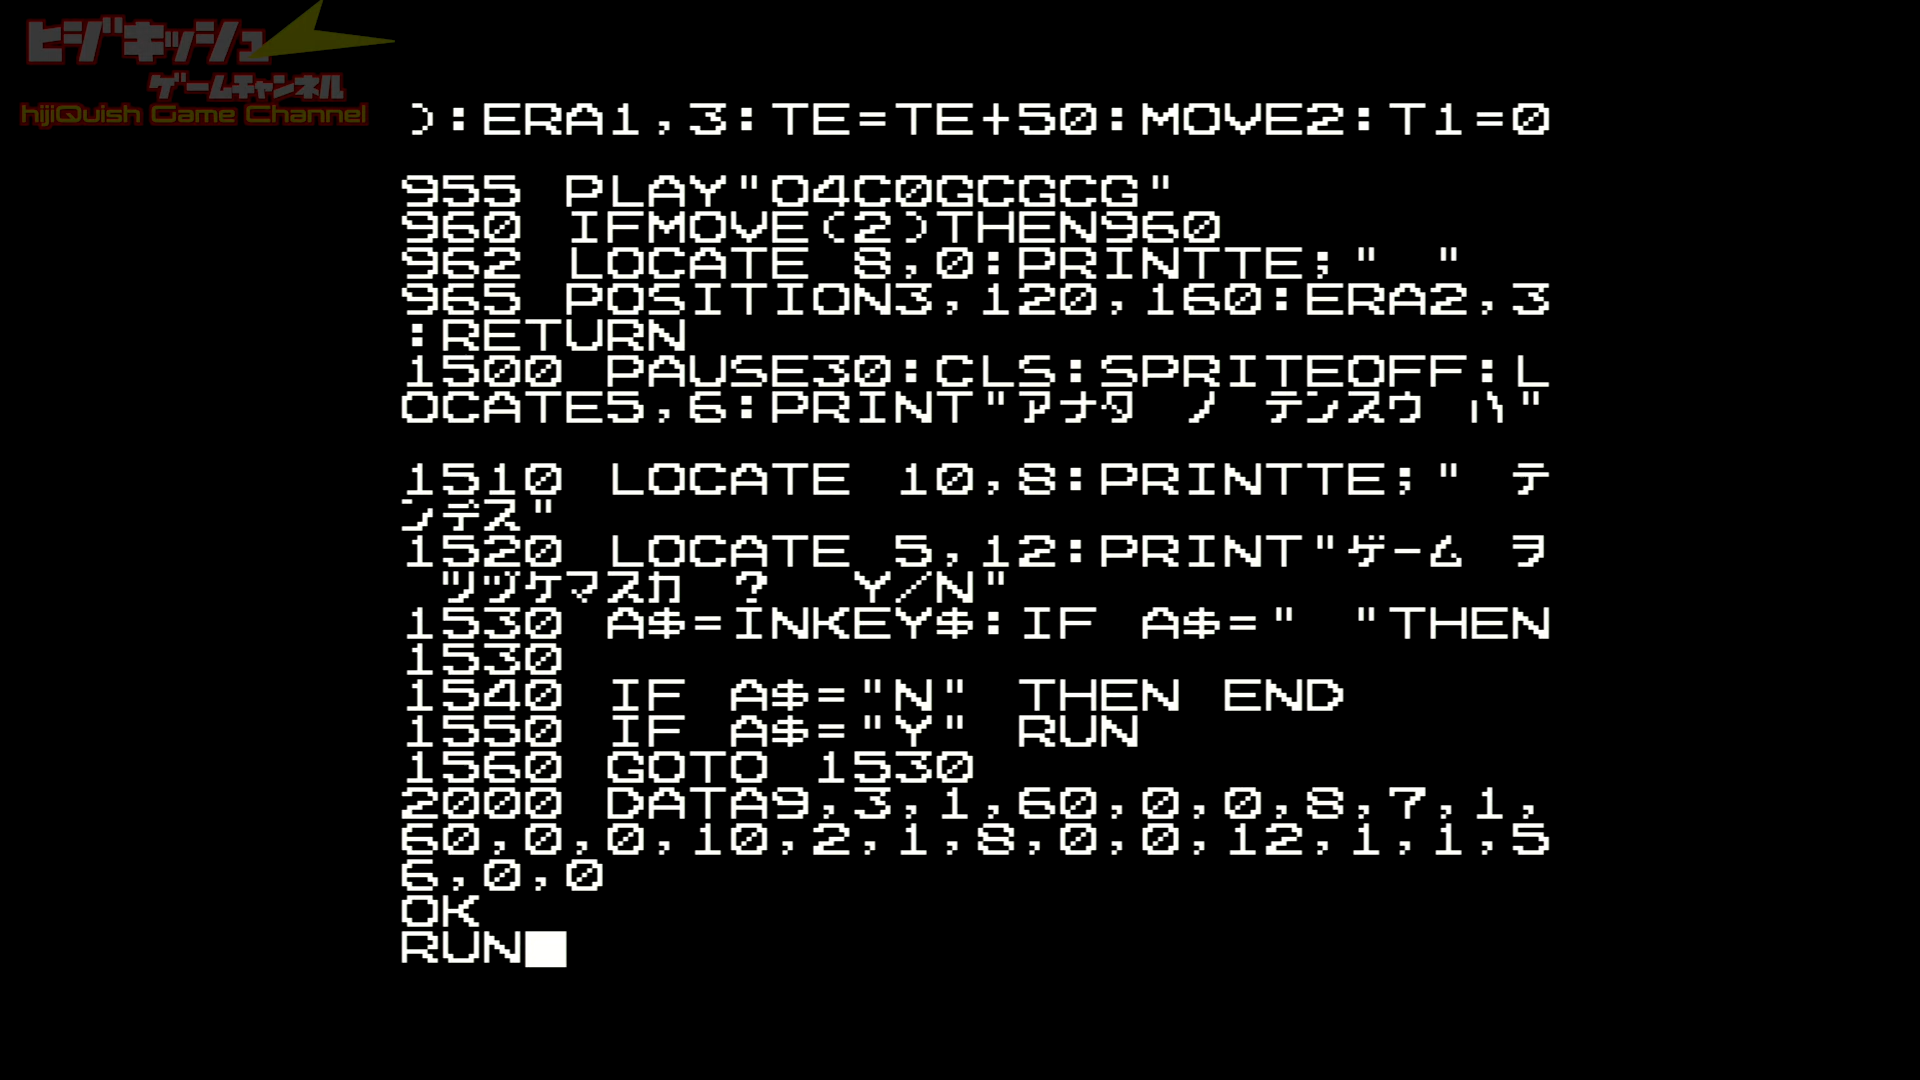 ヒジキッシュ
ゲームチャンネル
hijiQuish Game Channel
):ERA1,3:TE=TE+50:MOVE2:T1=0
955 PLAY"O4C0GCGCG"
960 IFMOVE(2)THEN960
962 LOCATE 8,0:PRINTTE;" "
965 POSITION3,120,160:ERA2,3
:RETURN
1500 PAUSE30:CLS:SPRITEOFF:L
OCATE5,6:PRINT"アナタ ノ テンスウ ハ"
1510 LOCATE 10,8:PRINTTE;" テ
ンデス"
1520 LOCATE 5,12:PRINT"ゲーム ヲ
 ツヅケマスカ ?  Y/N"
1530 A$=INKEY$:IF A$=" "THEN
1530
1540 IF A$="N" THEN END
1550 IF A$="Y" RUN
1560 GOTO 1530
2000 DATA9,3,1,60,0,0,8,7,1,
60,0,0,10,2,1,8,0,0,12,1,1,5
6,0,0
OK
RUN